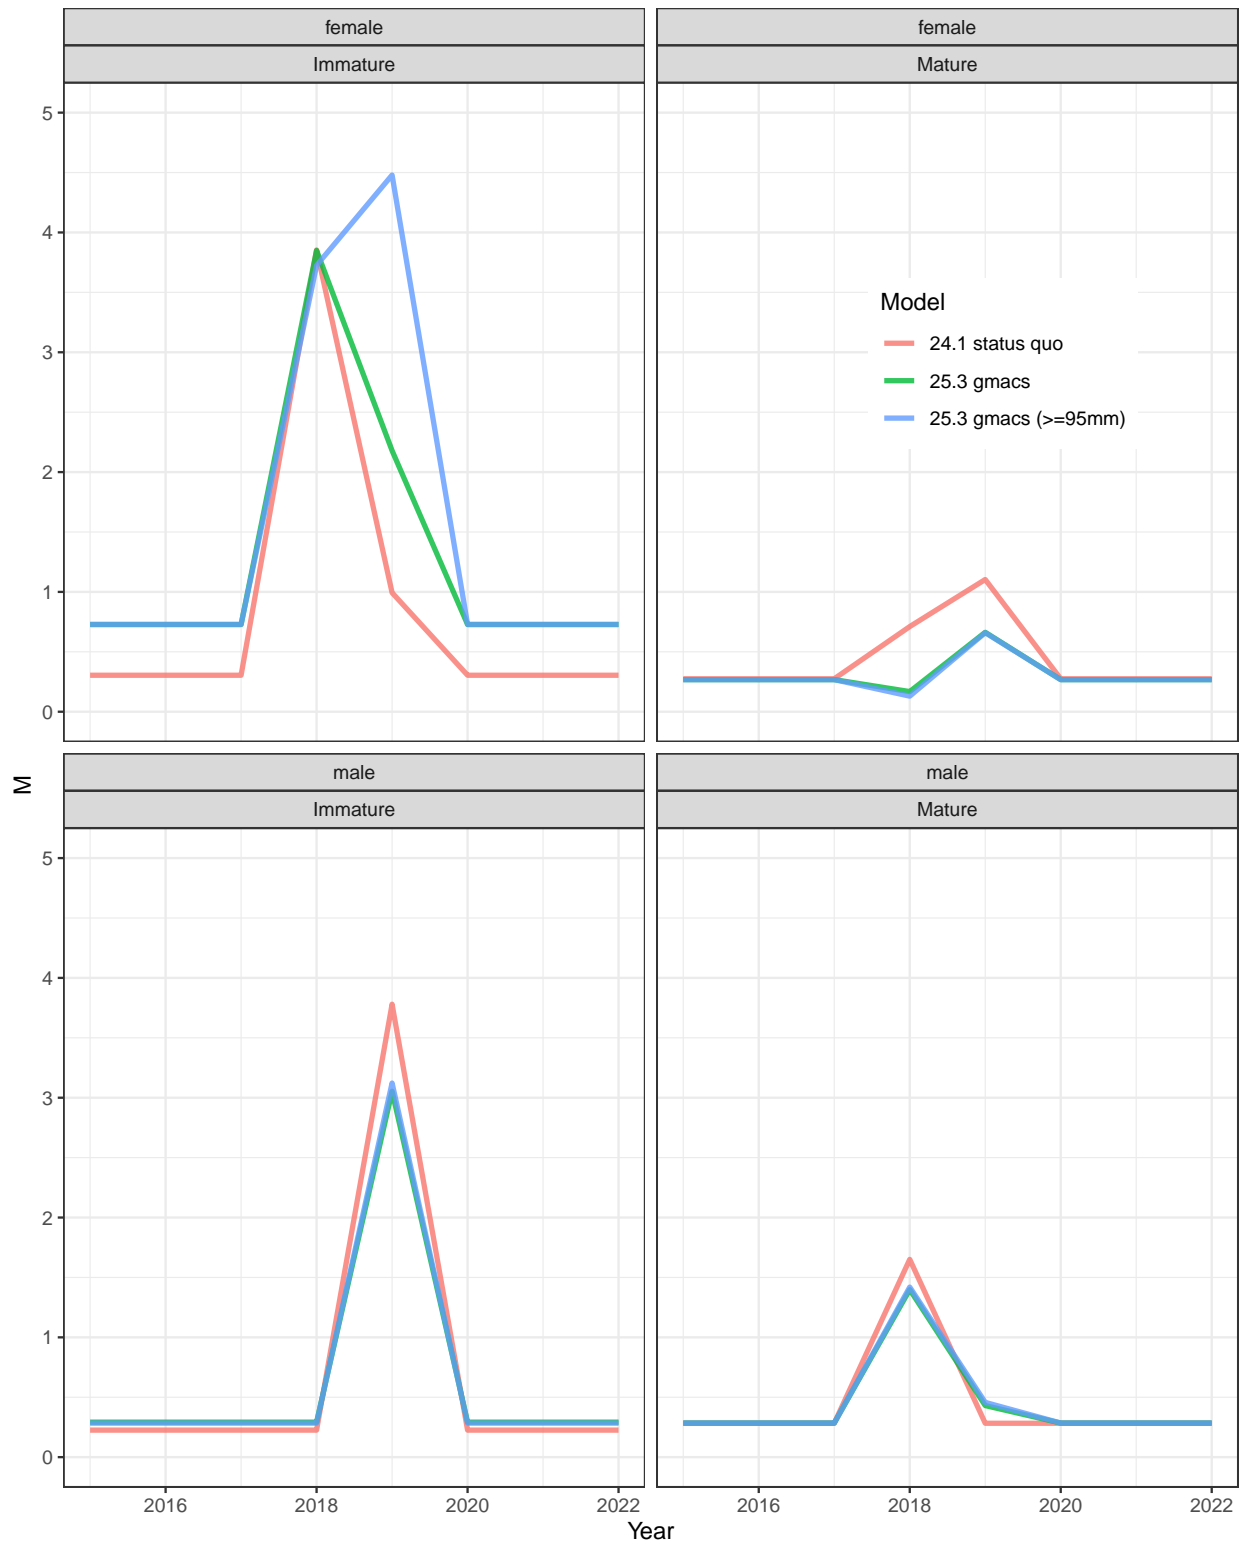 female
Immature
female
Mature
5
4
3
2
1
0
Model
24.1 status quo
25.3 gmacs
25.3 gmacs (>=95mm)
M
male
Immature
male
Mature
5
4
3
2
1
0
2016
2018
2020
2022
2016
2018
2020
2022
Year